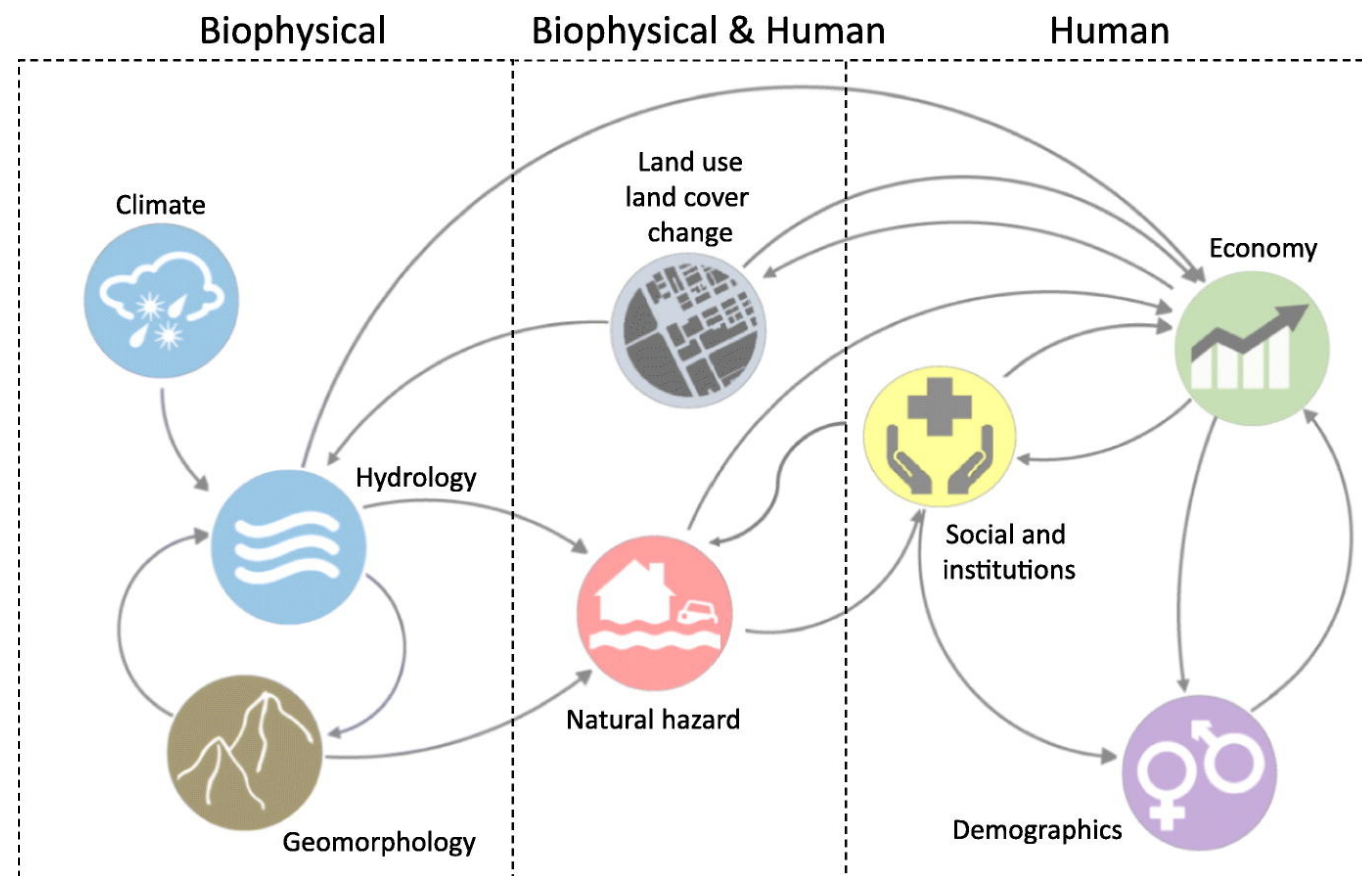 Biophysical
Biophysical & Human
Human
Land use
land cover
change
Climate
Economy
Hydrology
Social and
institutions
Natural hazard
Demographics
Geomorphology